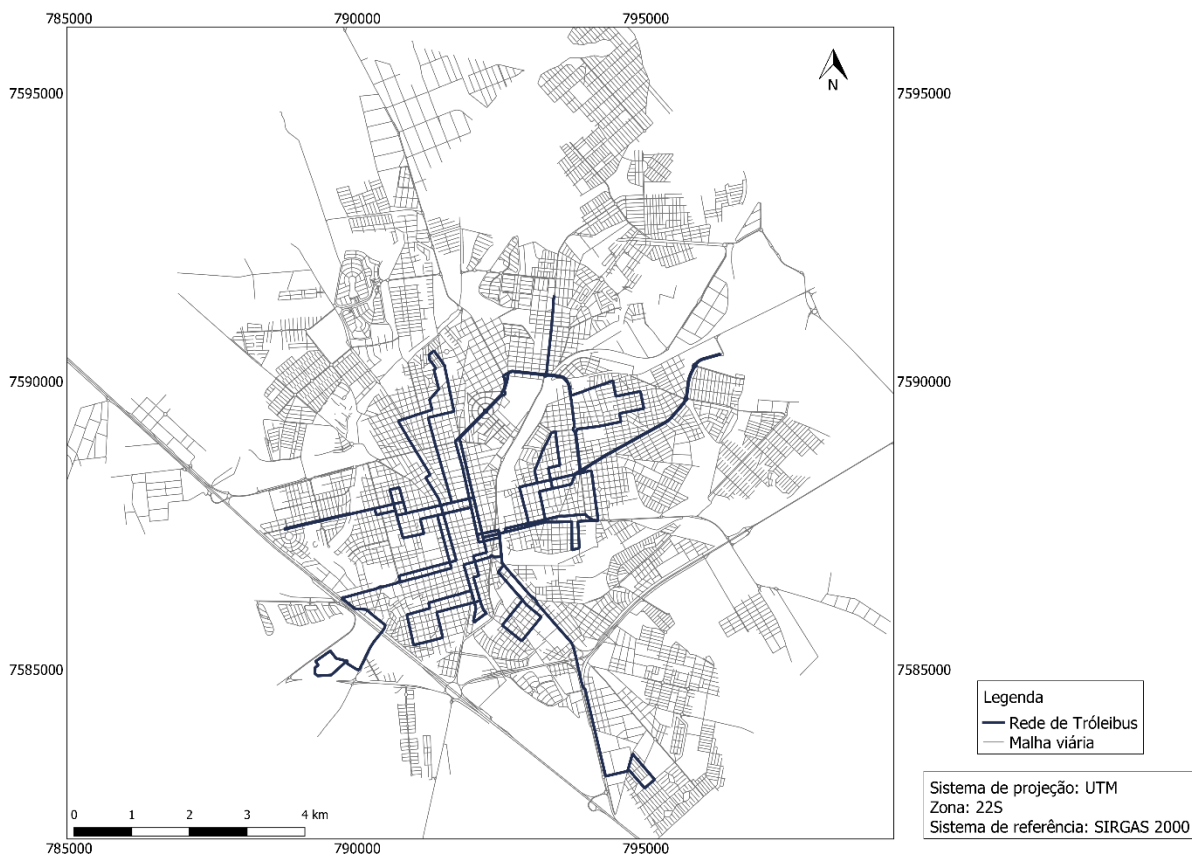 785000
790000
795000
7595000
7595000
N
7590000
7590000
7585000
7585000
Legenda
Rede de Tróleibus
Malha viária
Sistema de projeção: UTM
Zona: 22S
Sistema de referência: SIRGAS 2000
0 1 2 3 4 km
785000
790000
795000